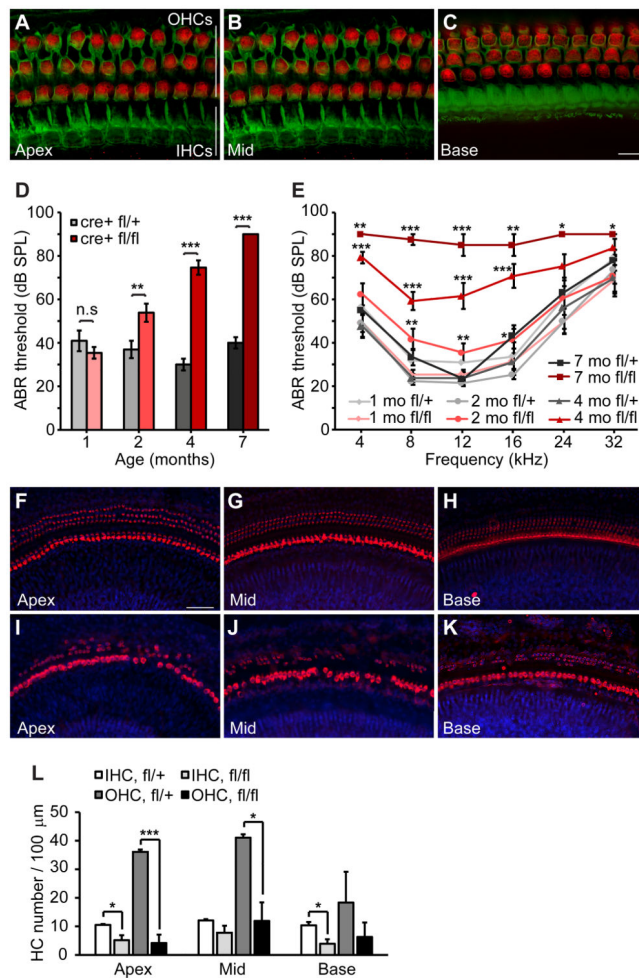 A OHCs B C
Apex IHCs Mid Base
D
ABR threshold (dB SPL)
100
80
60
40
20
0
cre+ fl/+
cre+ fl/fl
n.s
**
***
***
1 2 4 7
Age (months)
E
ABR threshold (dB SPL)
100
80
60
40
20
0
** *** *** ** * *
*** *** *** ***
** ** *
1 mo fl/+ 2 mo fl/+ 4 mo fl/+ 7 mo fl/+
1 mo fl/fl 2 mo fl/fl 4 mo fl/fl 7 mo fl/fl
4 8 12 16 24 32
Frequency (kHz)
F G H
Apex Mid Base
I J K
Apex Mid Base
L
IHC, fl/+ IHC, fl/fl
OHC, fl/+ OHC, fl/fl
HC number / 100 μm
50
40
30
20
10
0
* *** * *
Apex Mid Base